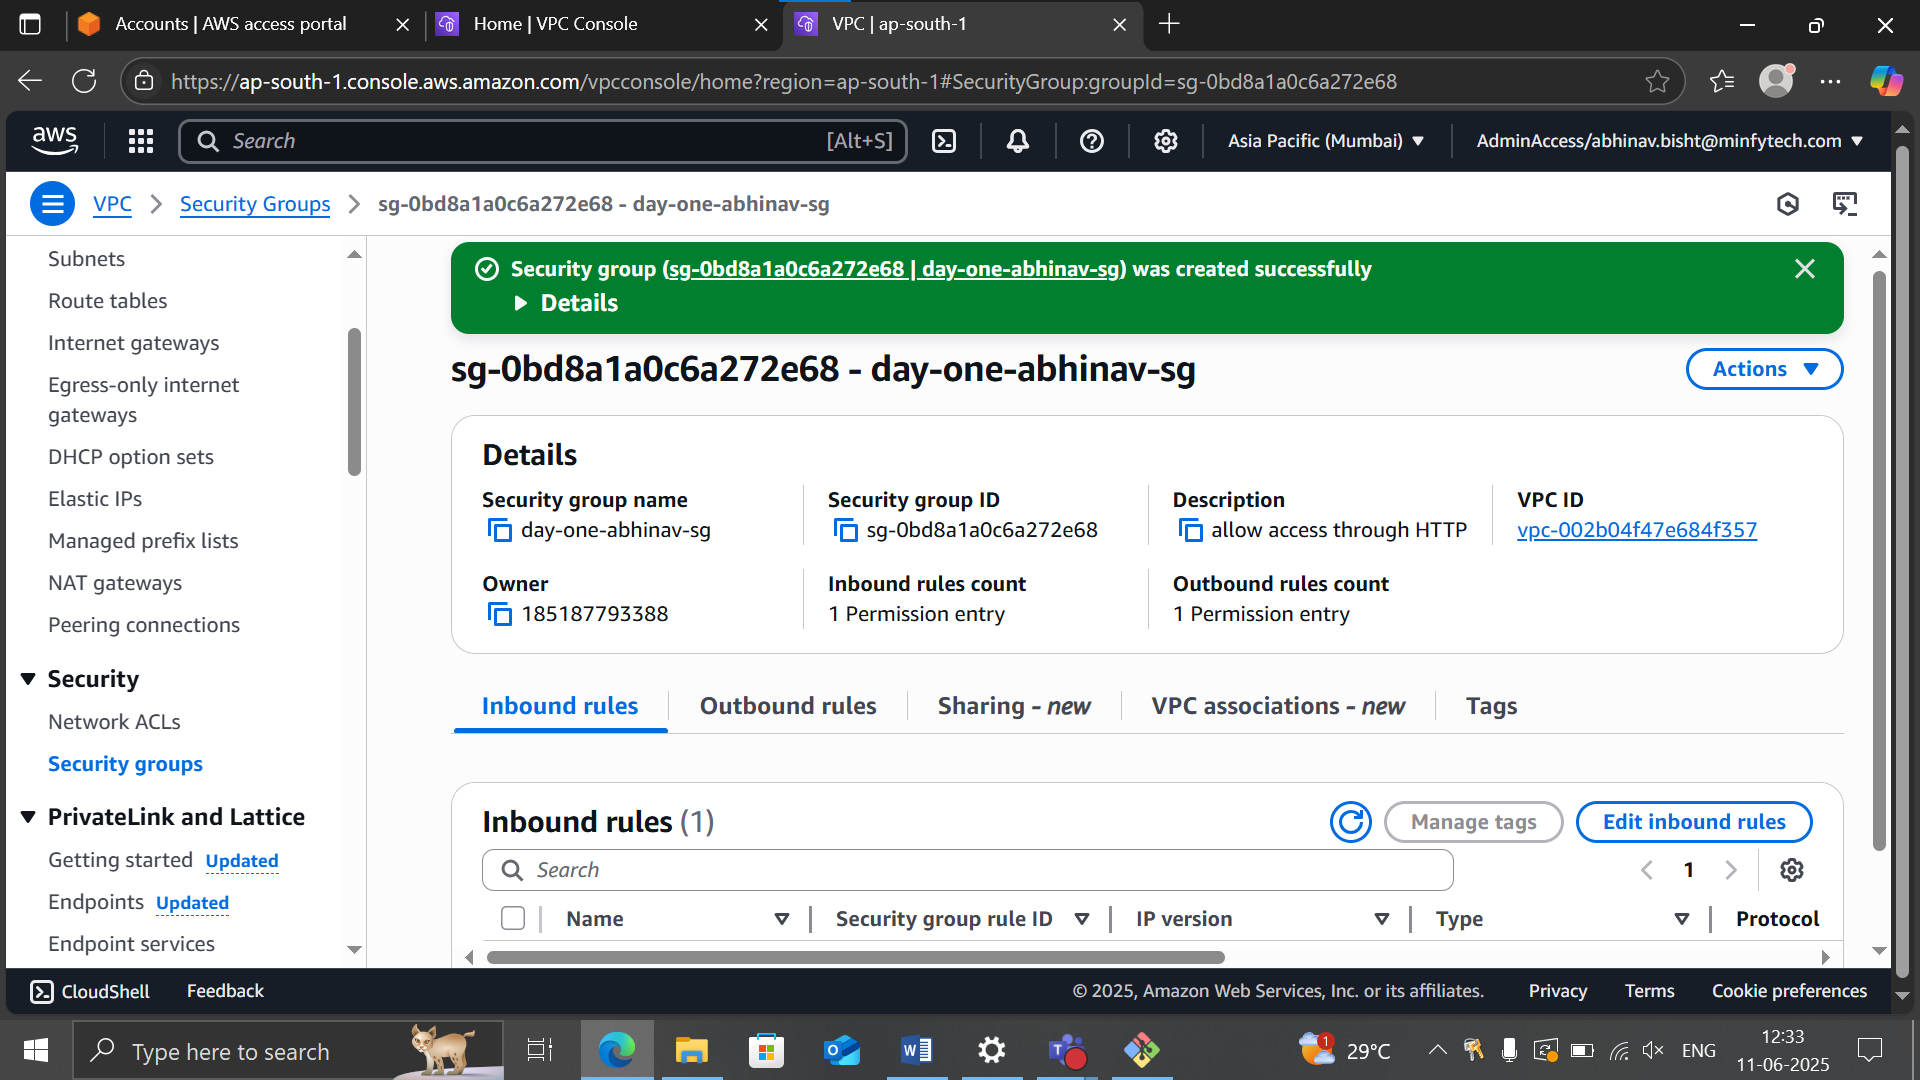 Accounts | AWS access portal
Home | VPC Console
VPC | ap-south-1
https://ap-south-1.console.aws.amazon.com/vpcconsole/home?region=ap-south-1#SecurityGroup:groupId=sg-0bd8a1a0c6a272e68
aws
Search
[Alt+S]
Asia Pacific (Mumbai)
AdminAccess/abhinav.bisht@minfytech.com
VPC
Security Groups
sg-0bd8a1a0c6a272e68 - day-one-abhinav-sg
Subnets
Route tables
Internet gateways
Egress-only internet
gateways
DHCP option sets
Elastic IPs
Managed prefix lists
NAT gateways
Peering connections
Security
Network ACLs
Security groups
PrivateLink and Lattice
Getting started Updated
Endpoints Updated
Endpoint services
Security group (sg-0bd8a1a0c6a272e68 | day-one-abhinav-sg) was created successfully
Details
sg-0bd8a1a0c6a272e68 - day-one-abhinav-sg
Actions
Details
Security group name
day-one-abhinav-sg
Security group ID
sg-0bd8a1a0c6a272e68
Description
allow access through HTTP
VPC ID
vpc-002b04f47e684f357
Owner
185187793388
Inbound rules count
1 Permission entry
Outbound rules count
1 Permission entry
Inbound rules
Outbound rules
Sharing - new
VPC associations - new
Tags
Inbound rules (1)
Manage tags
Edit inbound rules
Search
1
Name
Security group rule ID
IP version
Type
Protocol
CloudShell
Feedback
© 2025, Amazon Web Services, Inc. or its affiliates.
Privacy
Terms
Cookie preferences
Type here to search
1
29°C
ENG
12:33
11-06-2025